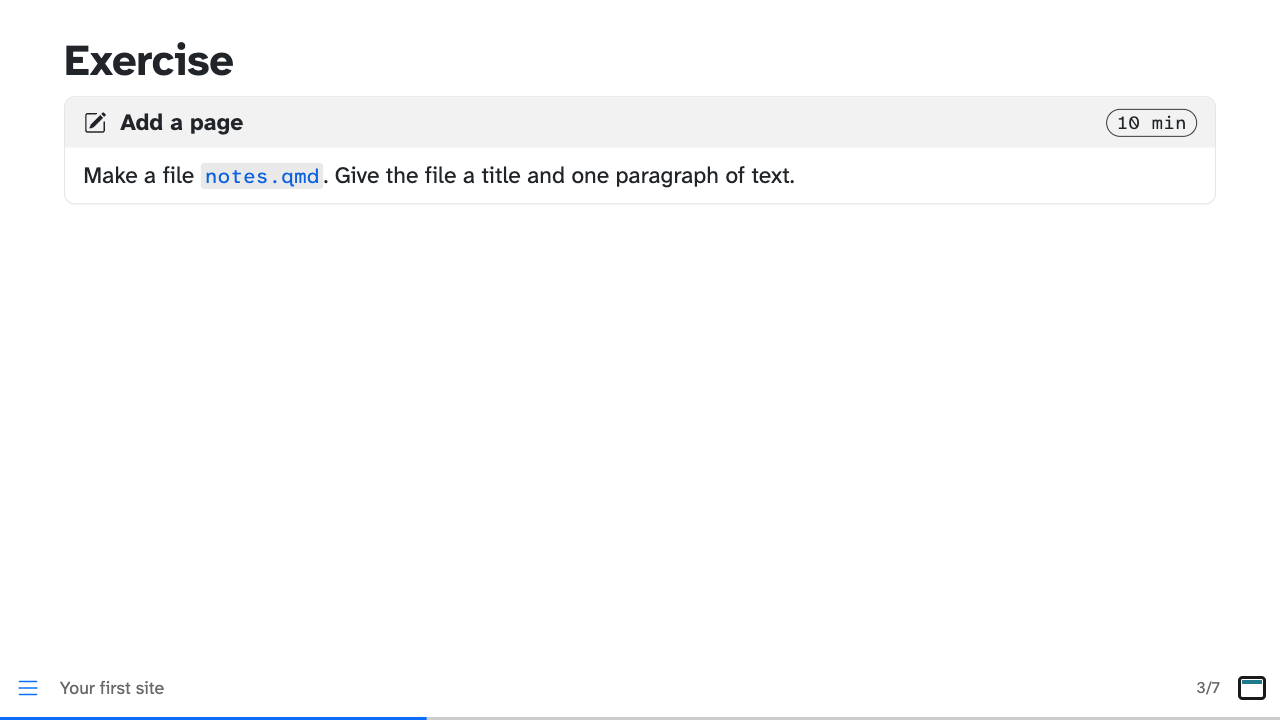 Exercise
Add a page
10 min
Make a file notes.qmd. Give the file a title and one paragraph of text.
Your first site
3/7